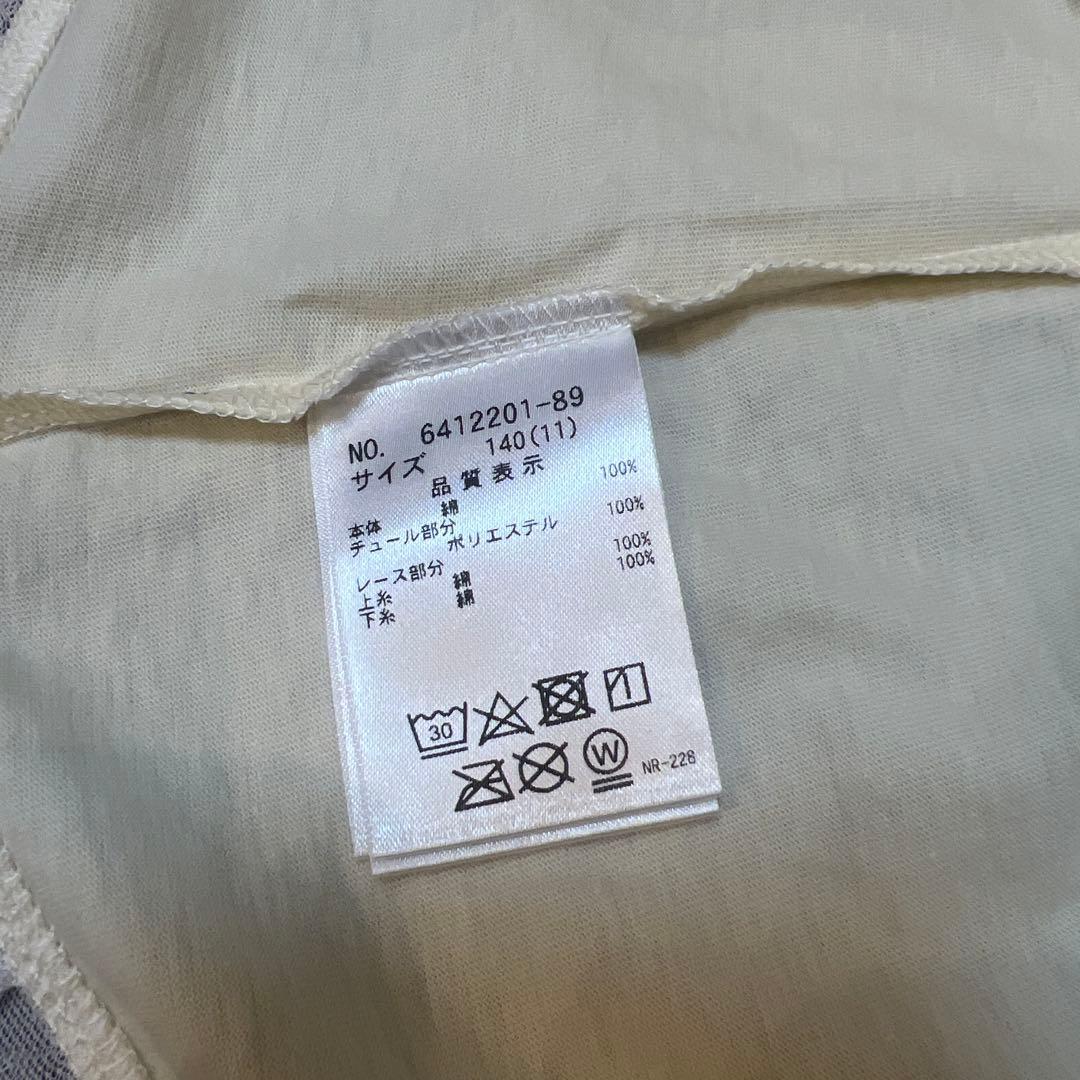 NO. 6412201-89
サイズ 140(11)
品質表示
本体 綿 100%
チュール部分
ポリエステル 100%
レース部分
上糸 綿 100%
下糸 綿 100%
30
W NR-228